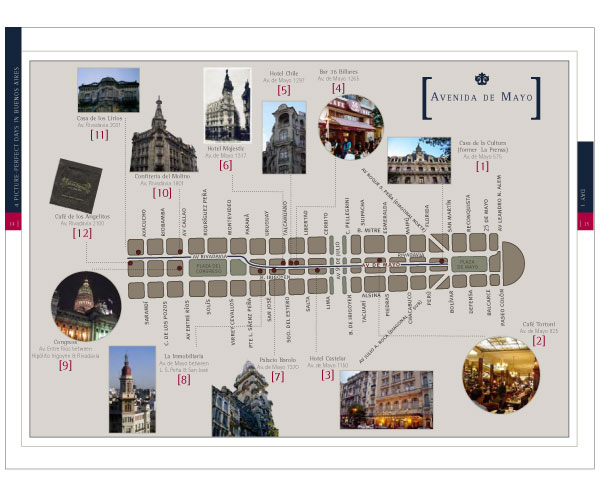 4 PICTURE-PERFECT DAYS IN BUENOS AIRES
DAY 1
[ AVENIDA DE MAYO ]
Casa de los Lirios
Av. Rivadavia 2031
[11]
Confitería del Molino
Av. Rivadavia 1801
[10]
Hotel Majestic
Av. de Mayo 1317
[6]
Hotel Chile
Av. de Mayo 1297
[5]
Bar 36 Billares
Av. de Mayo 1265
[4]
Casa de la Cultura
(former La Prensa)
Av. de Mayo 575
[1]
Café de los Angelitos
Av. Rivadavia 2100
[12]
AYACUCHO
RIOBAMBA
AV CALLAO
RODRÍGUEZ PEÑA
MONTEVIDEO
PARANÁ
URUGUAY
TALCAHUANO
LIBERTAD
CERRITO
C. PELLEGRINI
SUIPACHA
ESMERALDA
MAIPÚ
FLORIDA
SAN MARTÍN
RECONQUISTA
25 DE MAYO
AV LEANDRO N. ALEM
AV ROQUE S. PEÑA (DIAGONAL NORTE)
B. MITRE
AV RIVADAVIA
RIVADAVIA
PLAZA DEL
CONGRESO
H. YRIGOYEN
AV 9 DE JULIO
AV DE MAYO
PLAZA
DE MAYO
ALSINA
SARANDÍ
C. DE LOS POZOS
AV ENTRE RÍOS
SOLÍS
VIRREY CEVALLOS
PTE L. SÁENZ PEÑA
SAN JOSÉ
SGO. DEL ESTERO
SALTA
LIMA
B. DE IRIGOYEN
TACUARÍ
PIEDRAS
CHACABUCO
PERÚ
BOLÍVAR
DEFENSA
BALCARCE
PASEO COLÓN
AV JULIO A. ROCA (DIAGONAL SUR)
Congreso
Av. Entre Ríos between
Hipólito Yrigoyen & Rivadavia
[9]
La Inmobiliaria
Av. de Mayo between
L. S. Peña & San José
[8]
Palacio Barolo
Av. de Mayo 1370
[7]
Hotel Castelar
Av. de Mayo 1150
[3]
Café Tortoni
Av. de Mayo 825
[2]